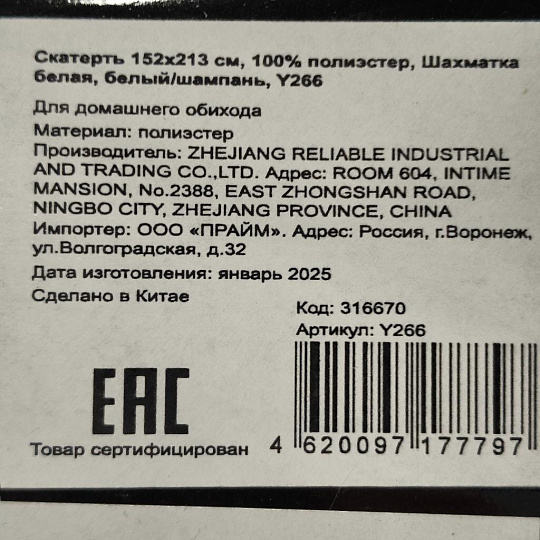 Скатерть 152х213 см, 100% полиэстер, Шахматка
белая, белый/шампань, Y266
Для домашнего обихода
Материал: полиэстер
Производитель: ZHEJIANG RELIABLE INDUSTRIAL
AND TRADING CO.,LTD. Адрес: ROOM 604, INTIME
MANSION, No.2388, EAST ZHONGSHAN ROAD,
NINGBO CITY, ZHEJIANG PROVINCE, CHINA
Импортер: ООО «ПРАЙМ». Адрес: Россия, г.Воронеж,
ул.Волгоградская, д.32
Дата изготовления: январь 2025
Сделано в Китае
Код: 316670
Артикул: Y266
EAC
Товар сертифицирован
4 620097 177797